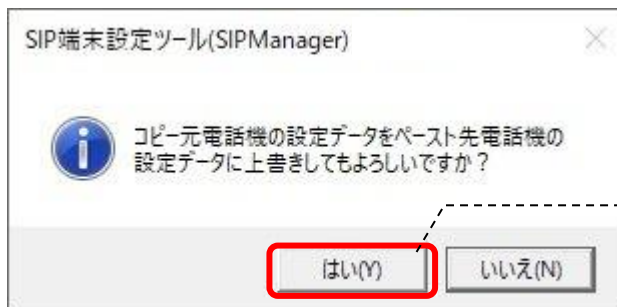 SIP端末設定ツール(SIPManager)
コピー元電話機の設定データをペースト先電話機の
設定データに上書きしてもよろしいですか？
はい(Y)
いいえ(N)